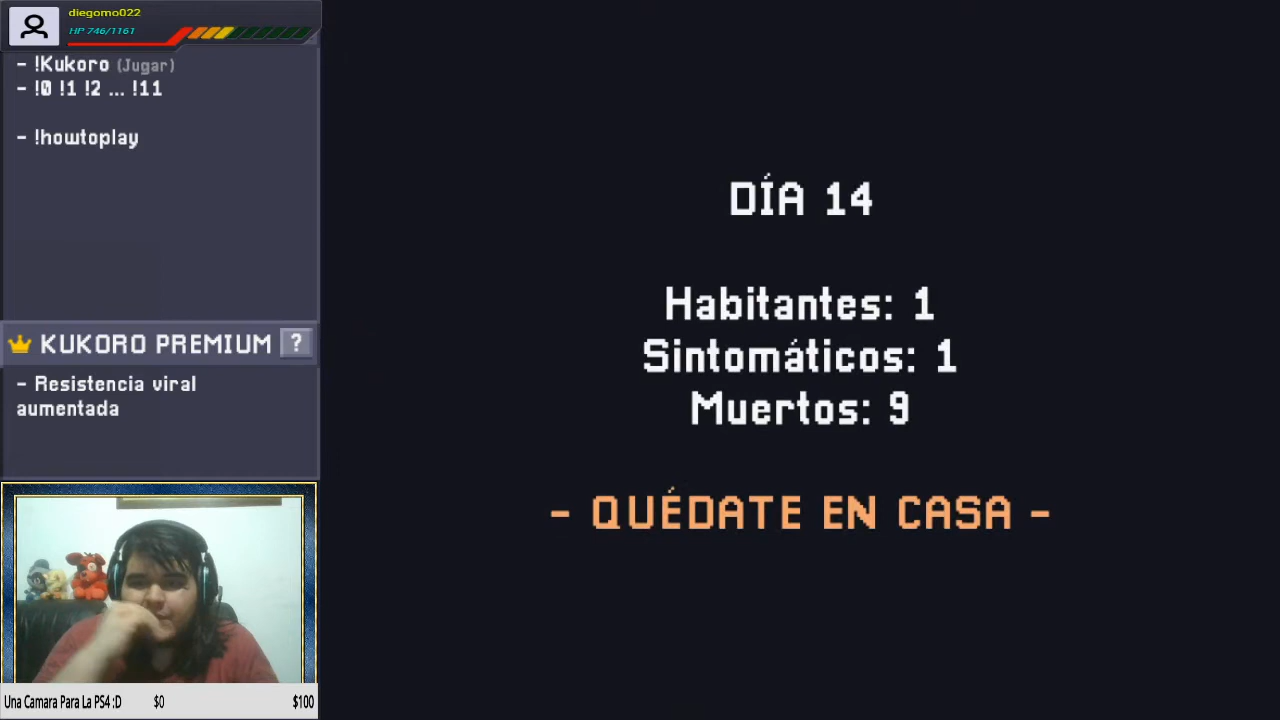 diegomo022
HP 746/1161
- !Kukoro (Jugar)
- !0 !1 !2 ... !11
- !howtoplay
KUKORO PREMIUM ?
- Resistencia viral
aumentada
Una Camara Para La PS4 :D $0 $100
DÍA 14
Habitantes: 1
Sintomáticos: 1
Muertos: 9
- QUÉDATE EN CASA -